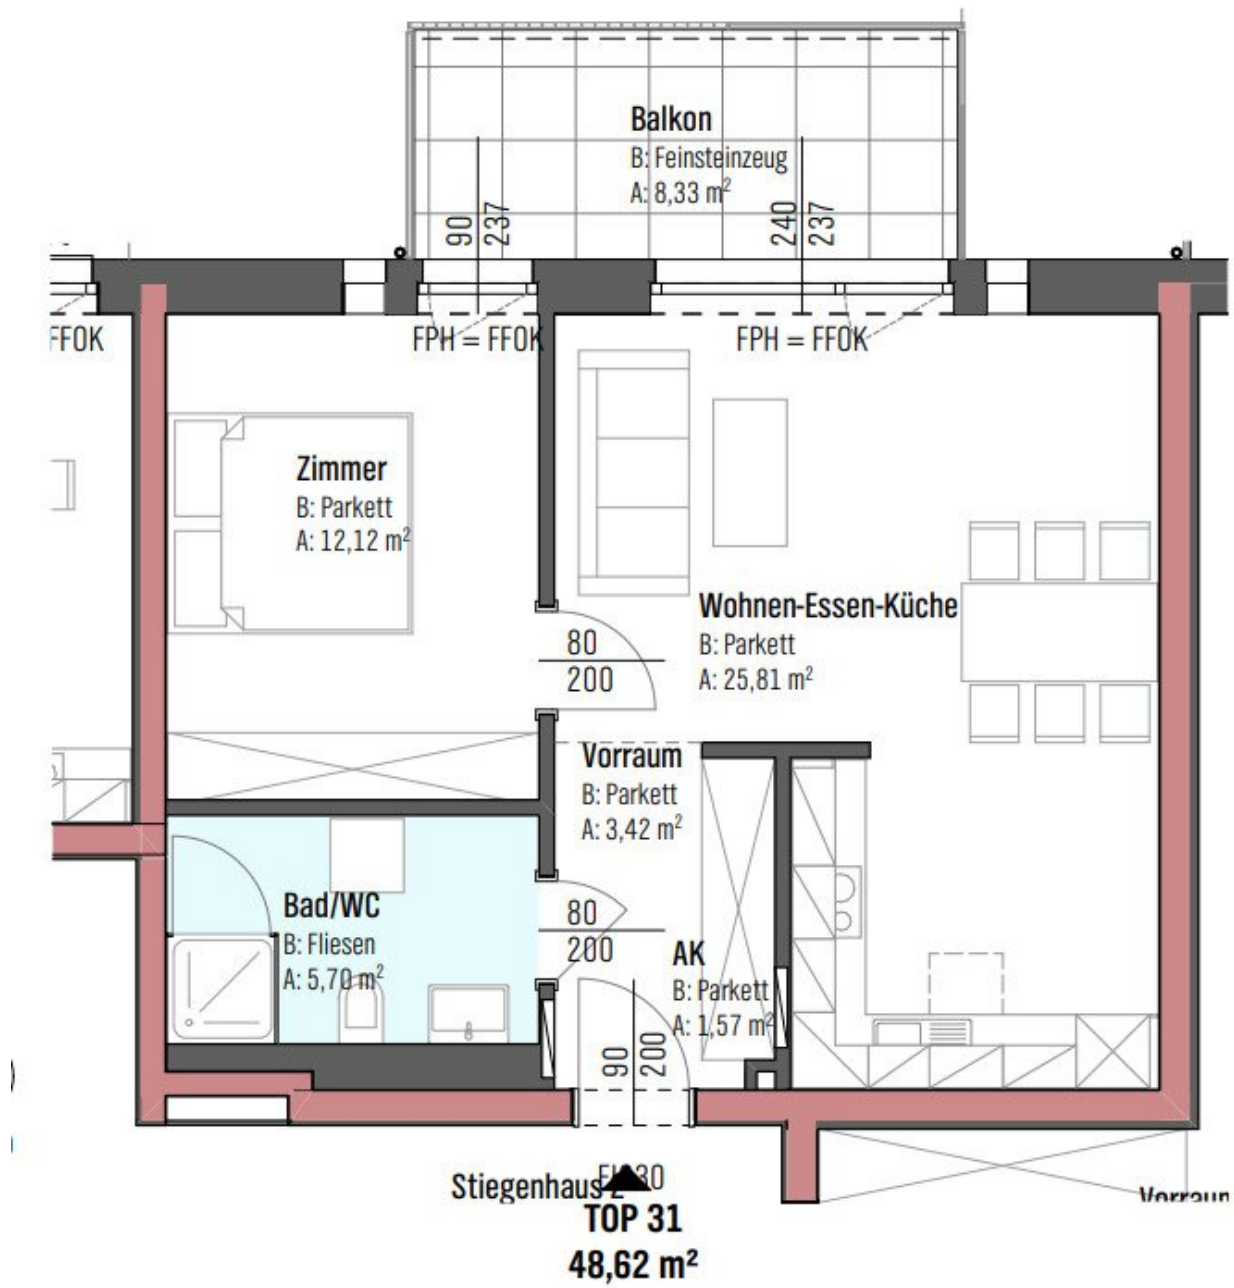 Balkon
B: Feinsteinzeug
A: 8,33 m²
90
237
240
237
FFOK
FPH = FFOK
FPH = FFOK
Zimmer
B: Parkett
A: 12,12 m²
Wohnen-Essen-Küche
B: Parkett
A: 25,81 m²
80
200
Vorraum
B: Parkett
A: 3,42 m²
Bad/WC
B: Fliesen
A: 5,70 m²
80
200
AK
B: Parkett
A: 1,57 m²
90
200
Stiegenhaus 2
30
Vorraum
TOP 31
48,62 m²